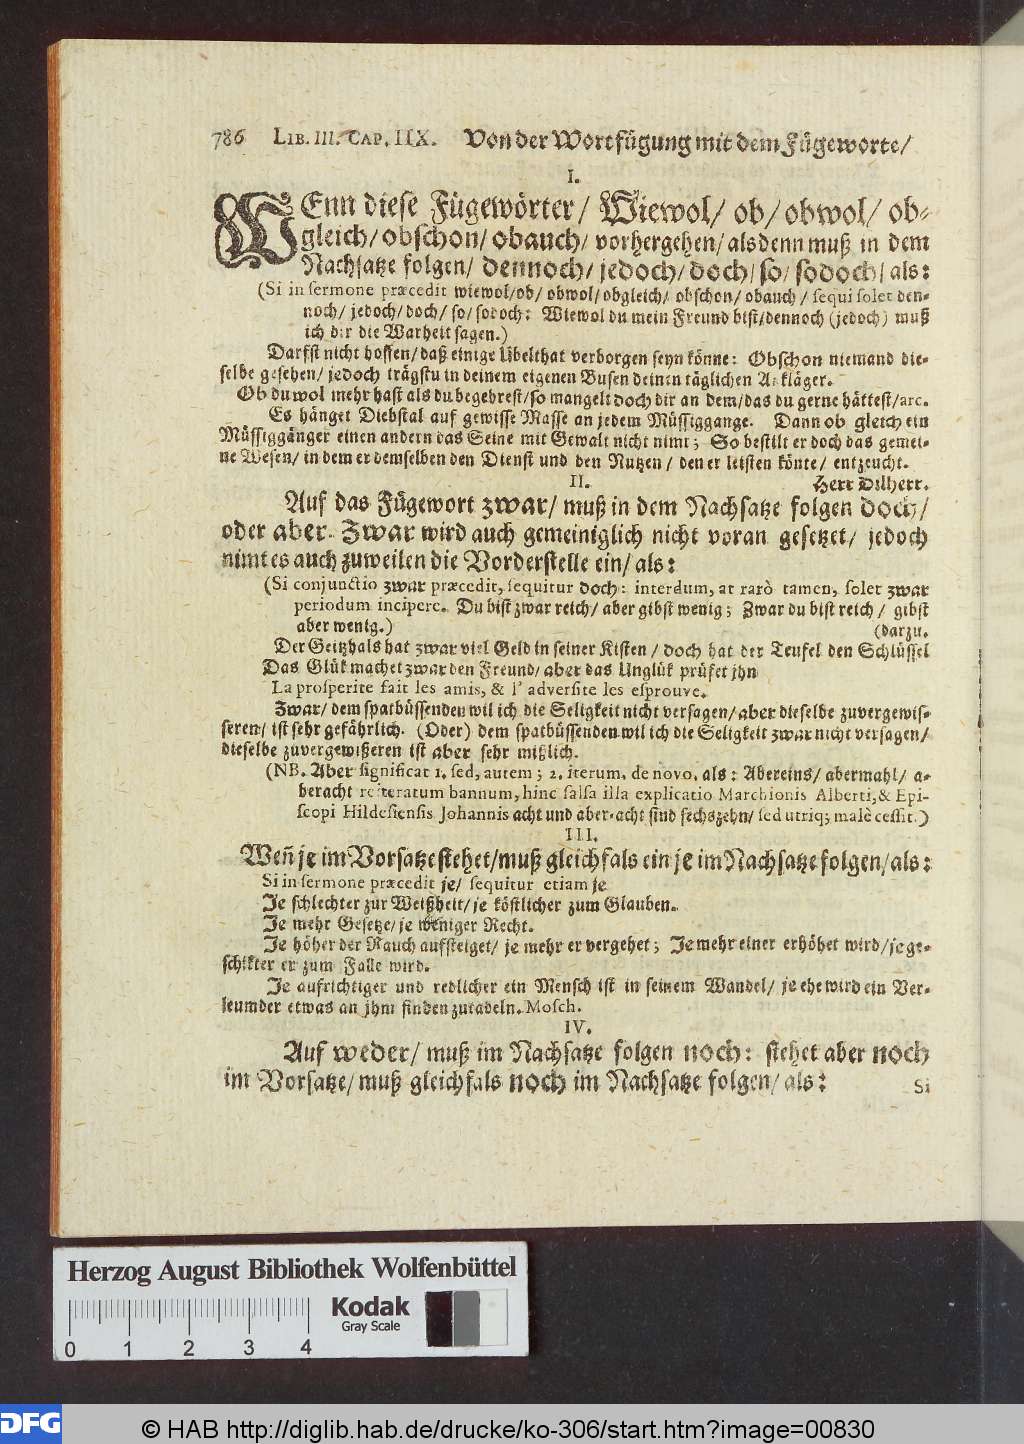 786 LIB. III. CAP. IIX. Von der Wortfügung mit dem Fügeworte/
I.
WEnn diese Fügewörter/ Wiewol/ ob/ obwol/ ob-
gleich/ obschon/ obauch/ vorhergehen/ alsdenn muß in dem
Nachsatze folgen/ dennoch/ jedoch/ doch/ so/ sodoch/ als:
(Si in sermone præcedit wiewol/ob/ obwol/obgleich/ obschon/ obauch/ sequi solet den-
noch/ jedoch/doch/ so/ sodoch: Wiewol du mein Freund bist/dennoch (jedoch) muß
ich dir die Warheit sagen.)
Darfst nicht hoffen/ daß einige Übelthat verborgen seyn könne: Obschon niemand die-
selbe gesehen/ jedoch trägstu in deinem eigenen Busen deinen täglichen Ankläger.
Ob du wol mehr hast als du begehrest/so mangelt doch dir an dem/das du gerne hättest/arc.
Es hänget Diebstal auf gewisse Masse an jedem Müssiggange. Dann ob gleich ein
Müssiggänger einen andern das Seine mit Gewalt nicht nimt; So bestilt er doch das gemei-
ne Wesen/ in dem er demselben den Dienst und den Nutzen/ den er leisten könte/ entzeucht.
II. Herr Dilherr.
Auf das Fügewort zwar/ muß in dem Nachsatze folgen doch/
oder aber. Zwar wird auch gemeiniglich nicht voran gesetzet/ jedoch
nimt es auch zuweilen die Vorderstelle ein/ als:
(Si conjunctio zwar præcedit, sequitur doch: interdum, at rarò tamen, solet zwar
periodum incipere. Du bist zwar reich/ aber gibst wenig; Zwar du bist reich/ gibst
aber wenig.) (darzu.
Der Geitzhals hat zwar viel Geld in seiner Kisten/ doch hat der Teufel den Schlüssel
Das Glük machet zwar den Freund/ aber das Unglük prüfet jhn
La prosperite fait les amis, & l' adversite les esprouve.
Zwar/ dem spatbüssenden wil ich die Seligkeit nicht versagen/ aber dieselbe zuvergewis-
seren/ ist sehr gefährlich. (Oder) dem spatbüssenden wil ich die Seligkeit zwar nicht versagen/
dieselbe zuvergewißeren ist aber sehr mißlich.
(NB. Aber significat 1. sed, autem; 2. iterum, de novo, als: Abereins/ abermahl/ a-
beracht reiteratum bannum, hinc salsa illa explicatio Marchionis Alberti, & Epi-
scopi Hildesiensis Johannis acht und aber-acht sind sechszehn/ sed utriq; malè cessit.)
III.
Weñ je im Vorsatze stehet/muß gleichfals ein je im Nachsatze folgen/als:
Si in sermone præcedit je/ sequitur etiam je
Je schlechter zur Weißheit/ je köstlicher zum Glauben.
Je mehr Gesetze/ je weniger Recht.
Je höher der Rauch aufsteiget/ je mehr er vergehet; Je mehr einer erhöhet wird/je ge-
schikter er zum Falle wird.
Je aufrichtiger und redlicher ein Mensch ist in seinem Wandel/ je ehe wird ein Ver-
leumder etwas an jhm finden zutadeln. Mosch.
IV.
Auf weder/ muß im Nachsatze folgen noch: stehet aber noch
im Vorsatze/ muß gleichfals noch im Nachsatze folgen/ als:
Si
Herzog August Bibliothek Wolfenbüttel
Kodak
Gray Scale
0 1 2 3 4
DFG
© HAB http://diglib.hab.de/drucke/ko-306/start.htm?image=00830